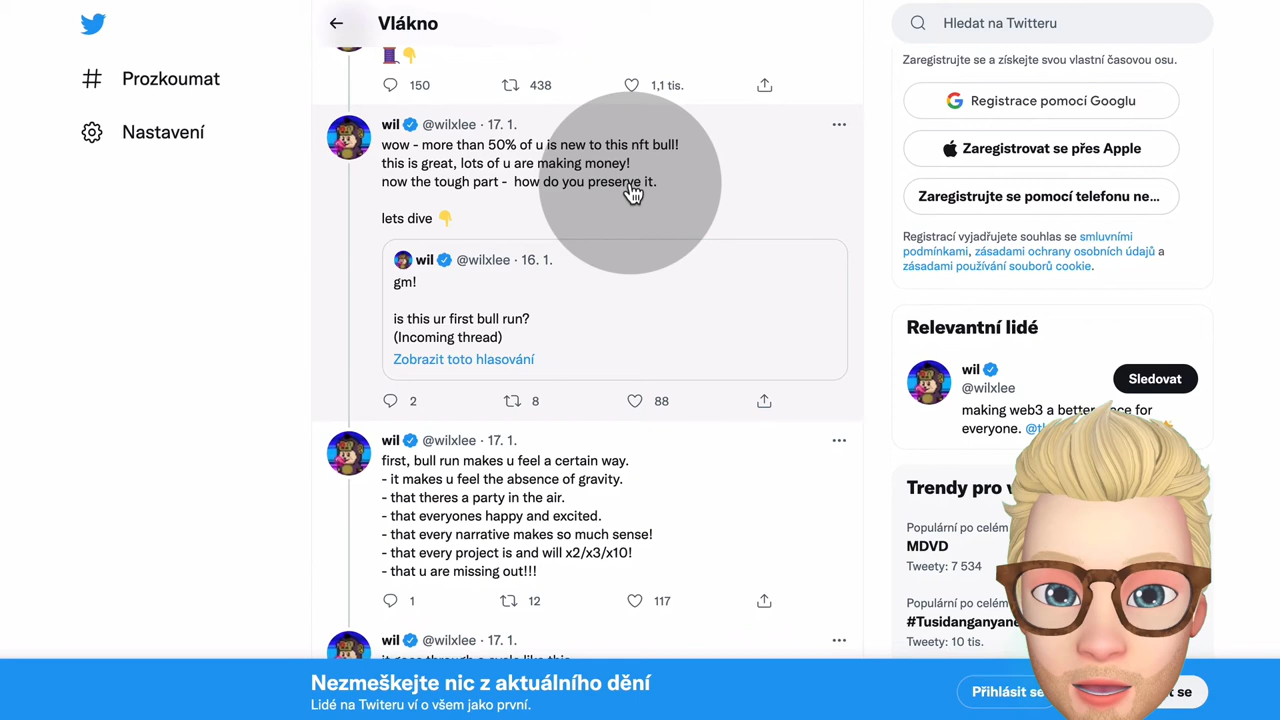 Vlákno
Hledat na Twitteru
Prozkoumat
Nastavení
150
438
1,1 tis.
wil @wilxlee · 17. 1.
wow - more than 50% of u is new to this nft bull!
this is great, lots of u are making money!
now the tough part - how do you preserve it.
lets dive 👇
wil @wilxlee · 16. 1.
gm!
is this ur first bull run?
(Incoming thread)
Zobrazit toto hlasování
2
8
88
wil @wilxlee · 17. 1.
first, bull run makes u feel a certain way.
- it makes u feel the absence of gravity.
- that theres a party in the air.
- that everyones happy and excited.
- that every narrative makes so much sense!
- that every project is and will x2/x3/x10!
- that u are missing out!!!
1
12
117
wil @wilxlee · 17. 1.
Zaregistrujte se a získejte svou vlastní časovou osu.
Registrace pomocí Googlu
Zaregistrovat se přes Apple
Zaregistrujte se pomocí telefonu ne...
Registrací vyjadřujete souhlas se smluvními
podmínkami, zásadami ochrany osobních údajů a
zásadami používání souborů cookie.
Relevantní lidé
wil
@wilxlee
Sledovat
making web3 a better for
everyone.
Trendy pro
Populární po celém
MDVD
Tweety: 7 534
Populární po celém
#Tusidanganyane
Tweety: 10 tis.
Nezmeškejte nic z aktuálního dění
Lidé na Twiteru ví o všem jako první.
Přihlásit se
se